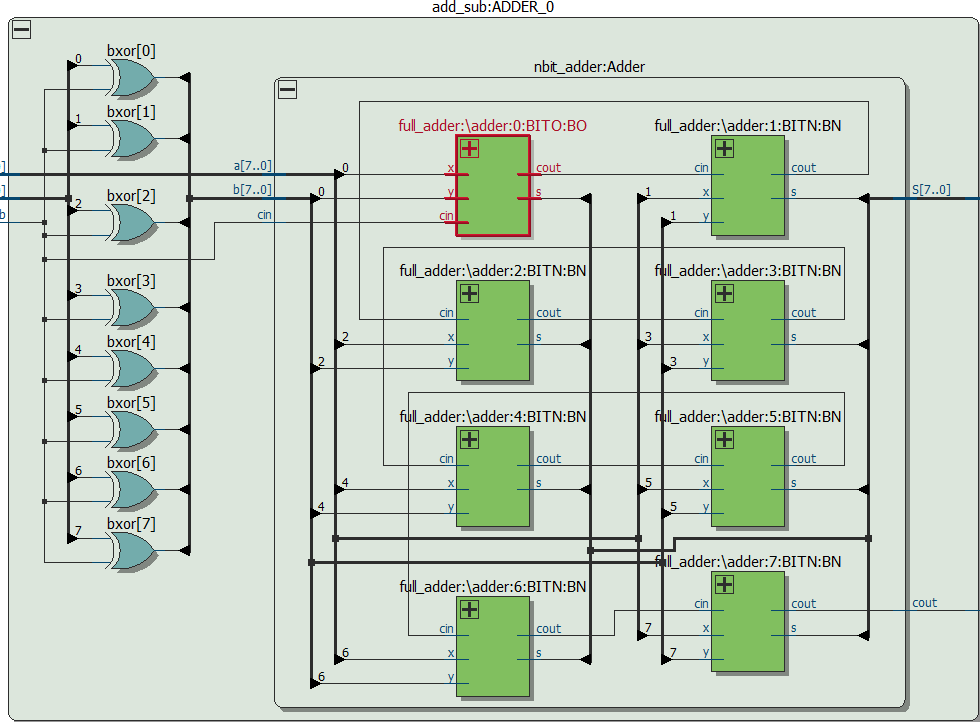 add_sub:ADDER_0
bxor[0]
0
nbit_adder:Adder
bxor[1]
1
full_adder:\adder:0:BITO:BO
full_adder:\adder:1:BITN:BN
]
a[7..0]
0
x
cout
cin
cout
]
b[7..0]
0
y
s
1
x
s
S[7..0]
bxor[2]
2
b
cin
cin
1
y
full_adder:\adder:2:BITN:BN
full_adder:\adder:3:BITN:BN
bxor[3]
3
cin
cout
cin
cout
bxor[4]
4
2
x
s
3
x
s
2
y
3
y
bxor[5]
5
full_adder:\adder:4:BITN:BN
full_adder:\adder:5:BITN:BN
bxor[6]
6
cin
cout
cin
cout
4
x
s
5
x
s
4
y
5
y
bxor[7]
7
full_adder:\adder:6:BITN:BN
full_adder:\adder:7:BITN:BN
cin
cout
cin
cout
cout
6
x
s
7
x
s
6
y
7
y